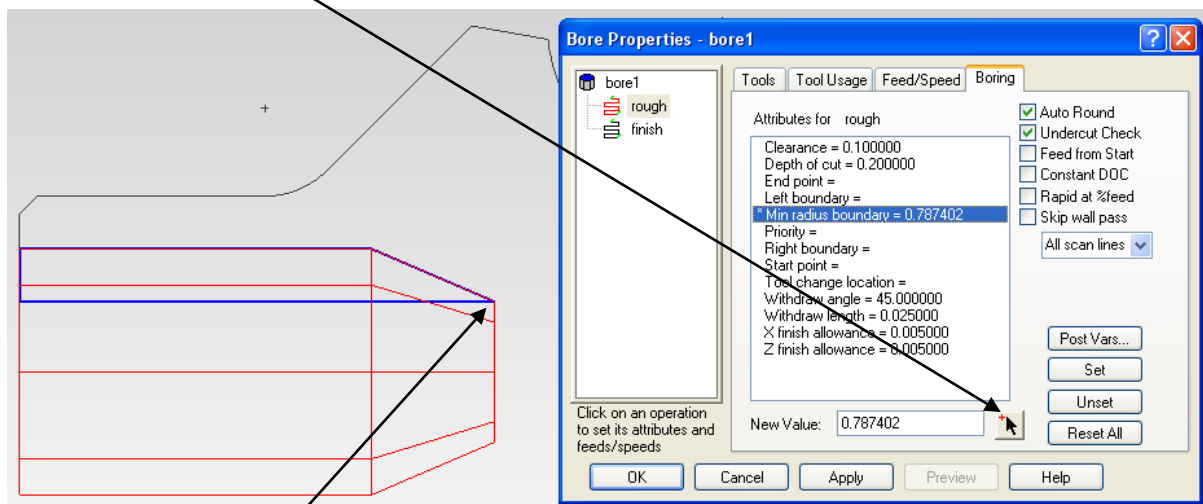 Bore Properties - bore1
bore1
rough
finish
Click on an operation
to set its attributes and
feeds/speeds
Tools
Tool Usage
Feed/Speed
Boring
Attributes for rough
Clearance = 0.100000
Depth of cut = 0.200000
End point =
Left boundary =
* Min radius boundary = 0.787402
Priority =
Right boundary =
Start point =
Tool change location =
Withdraw angle = 45.000000
Withdraw length = 0.025000
X finish allowance = 0.005000
Z finish allowance = 0.005000
New Value: 0.787402
Auto Round
Undercut Check
Feed from Start
Constant DOC
Rapid at %feed
Skip wall pass
All scan lines
Post Vars...
Set
Unset
Reset All
OK
Cancel
Apply
Preview
Help